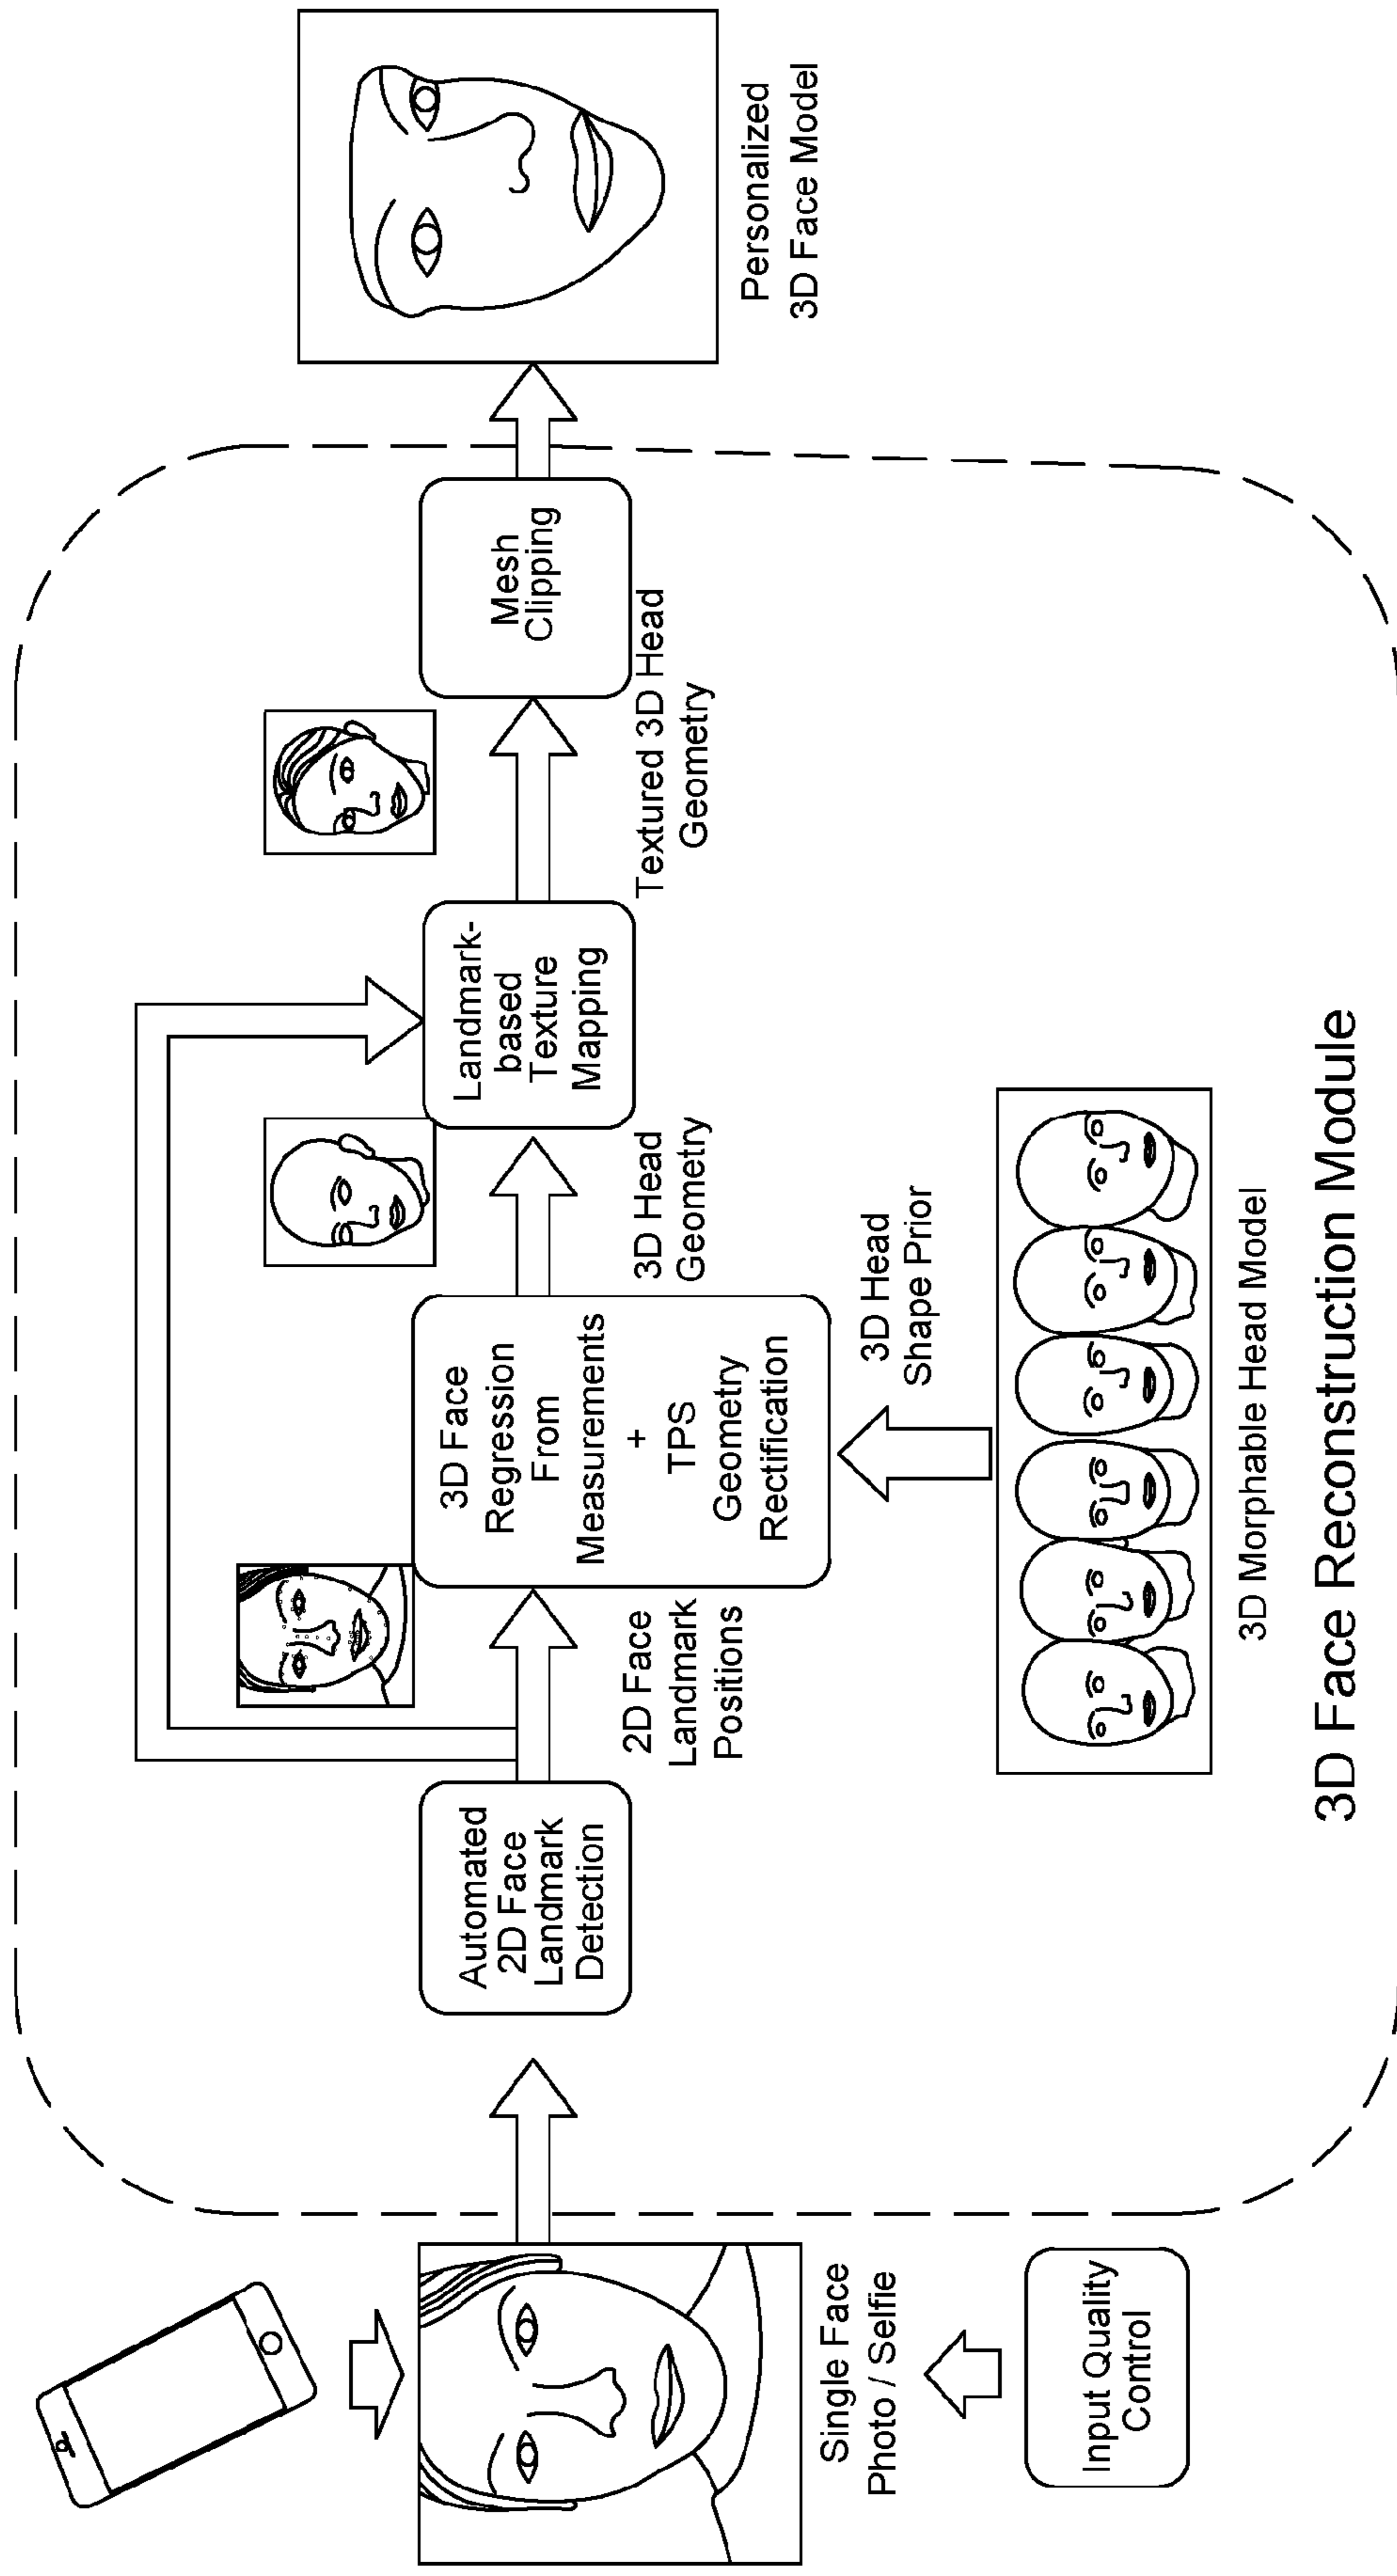 Single Face
Photo / Selfie
Input Quality
Control
Automated
2D Face
Landmark
Detection
2D Face
Landmark
Positions
3D Face
Regression
From
Measurements
+
TPS
Geometry
Rectification
3D Head
Shape Prior
3D Morphable Head Model
3D Head
Geometry
Landmark-
based
Texture
Mapping
Textured 3D Head
Geometry
Mesh
Clipping
Personalized
3D Face Model
3D Face Reconstruction Module